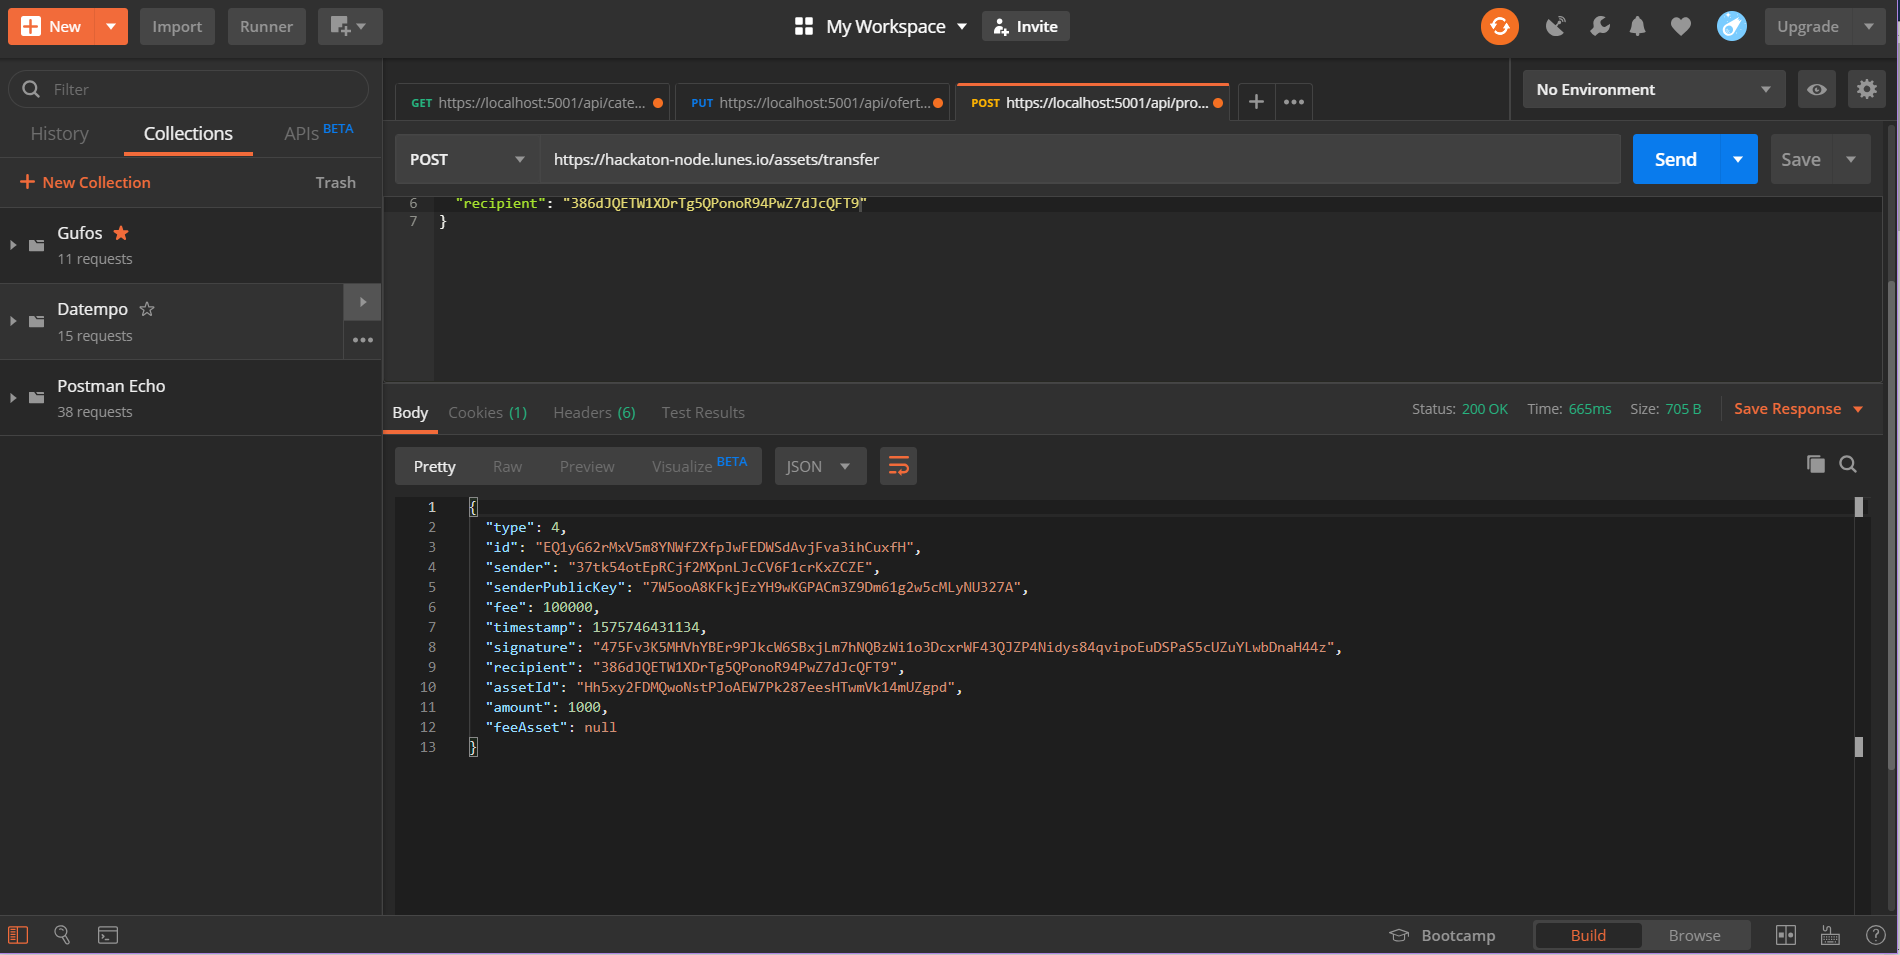 New
Import
Runner
My Workspace
Invite
Upgrade
Filter
History
Collections
APIs BETA
New Collection
Trash
Gufos
11 requests
Datempo
15 requests
Postman Echo
38 requests
GET https://localhost:5001/api/cate...
PUT https://localhost:5001/api/ofert...
POST https://localhost:5001/api/pro...
No Environment
POST
https://hackaton-node.lunes.io/assets/transfer
Send
Save
6 "recipient": "386dJQETW1XDrTg5QPonoR94PwZ7dJcQFT9"
7 }
Body
Cookies (1)
Headers (6)
Test Results
Status: 200 OK
Time: 665ms
Size: 705 B
Save Response
Pretty
Raw
Preview
Visualize BETA
JSON
1 {
2 "type": 4,
3 "id": "EQ1yG62rMxV5m8YNWfZXfpJwFEDWSdAvjFva3ihCuxfH",
4 "sender": "37tk54otEpRCjf2MXpnLJcCV6F1crKxZCZE",
5 "senderPublicKey": "7W5ooA8KFkjEzYH9wKGPACm3Z9Dm61g2w5cMLyNU327A",
6 "fee": 100000,
7 "timestamp": 1575746431134,
8 "signature": "475Fv3K5MHVhYBEr9PJkcW6SBxjLm7hNQBzWi1o3DcxrWF43QJZP4Nidys84qvipoEuDSPaS5cUZuYLwbDnaH44z",
9 "recipient": "386dJQETW1XDrTg5QPonoR94PwZ7dJcQFT9",
10 "assetId": "Hh5xy2FDMQwoNstPJoAEW7Pk287eesHTwmVk14mUZgpd",
11 "amount": 1000,
12 "feeAsset": null
13 }
Bootcamp
Build
Browse